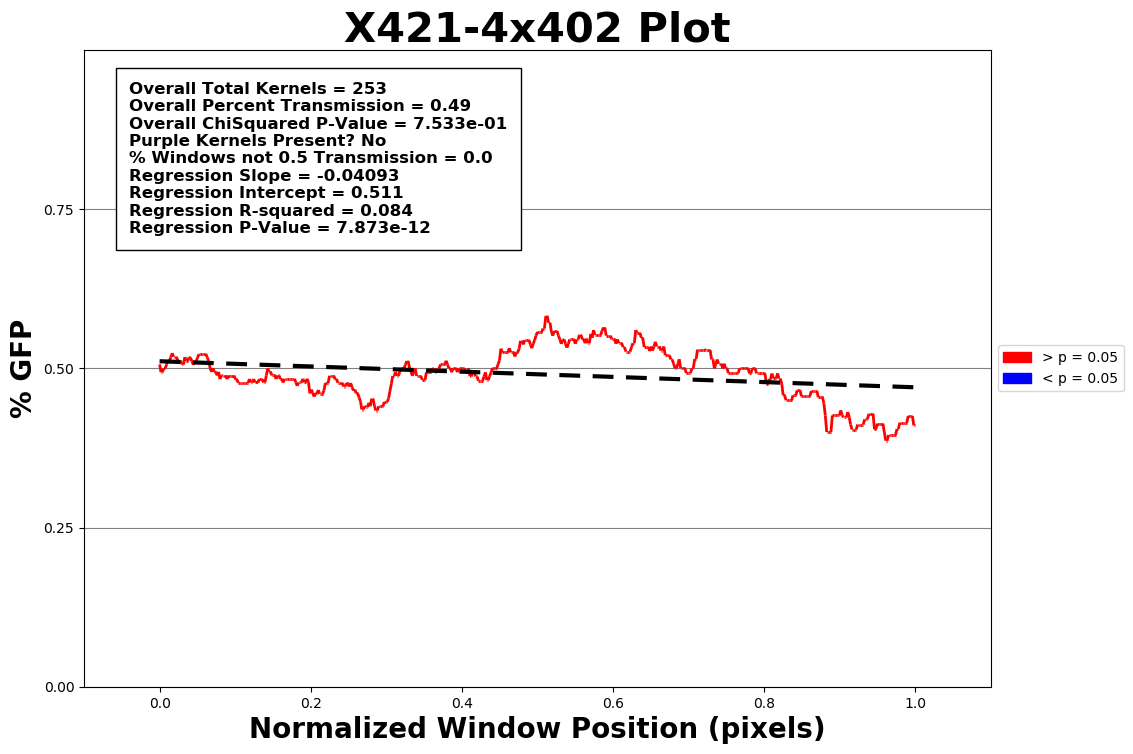 X421-4x402 Plot
Overall Total Kernels = 253
Overall Percent Transmission = 0.49
Overall ChiSquared P-Value = 7.533e-01
Purple Kernels Present? No
% Windows not 0.5 Transmission = 0.0
Regression Slope = -0.04093
Regression Intercept = 0.511
Regression R-squared = 0.084
Regression P-Value = 7.873e-12
% GFP
0.75
0.50
0.25
0.00
0.0 0.2 0.4 0.6 0.8 1.0
Normalized Window Position (pixels)
> p = 0.05
< p = 0.05